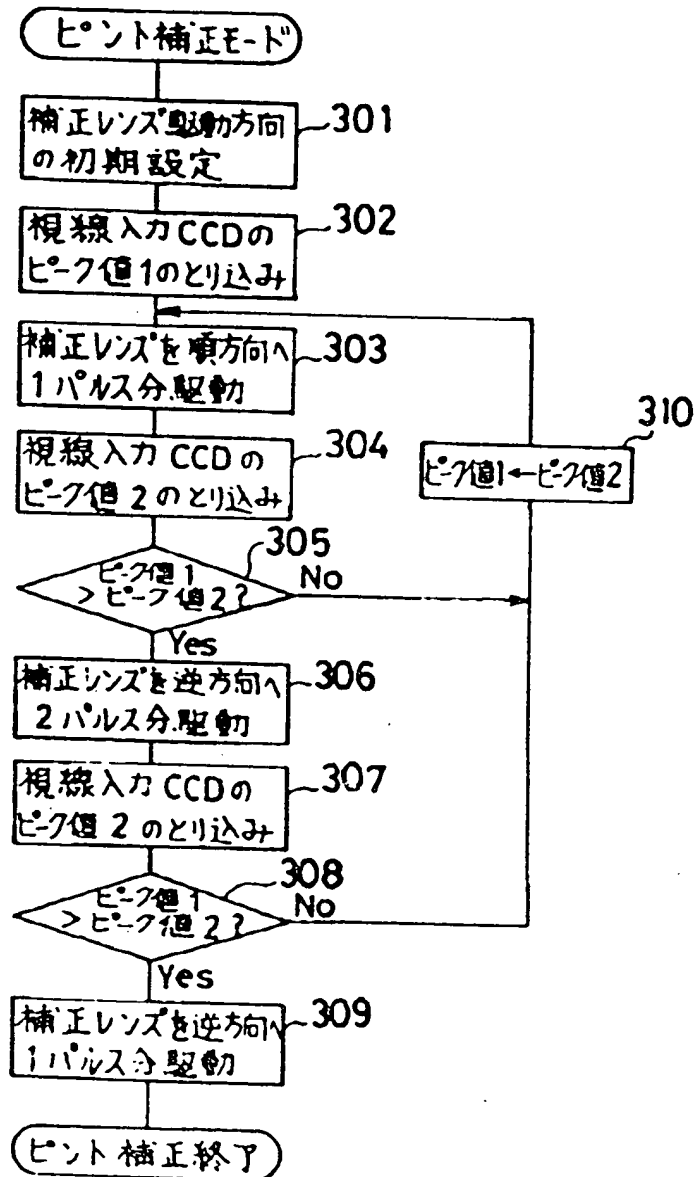 ピント補正モード
補正レンズ駆動方向
の初期設定
301
視線入力CCDの
ピーク値1のとり込み
302
補正レンズを順方向へ
1パルス分駆動
303
視線入力CCDの
ピーク値2のとり込み
304
ピーク値1
>ピーク値2?
305
No
Yes
310
ピーク値1←ピーク値2
補正レンズを逆方向へ
2パルス分駆動
306
視線入力CCDの
ピーク値2のとり込み
307
ピーク値1
>ピーク値2?
308
No
Yes
補正レンズを逆方向へ
1パルス分駆動
309
ピント補正終了